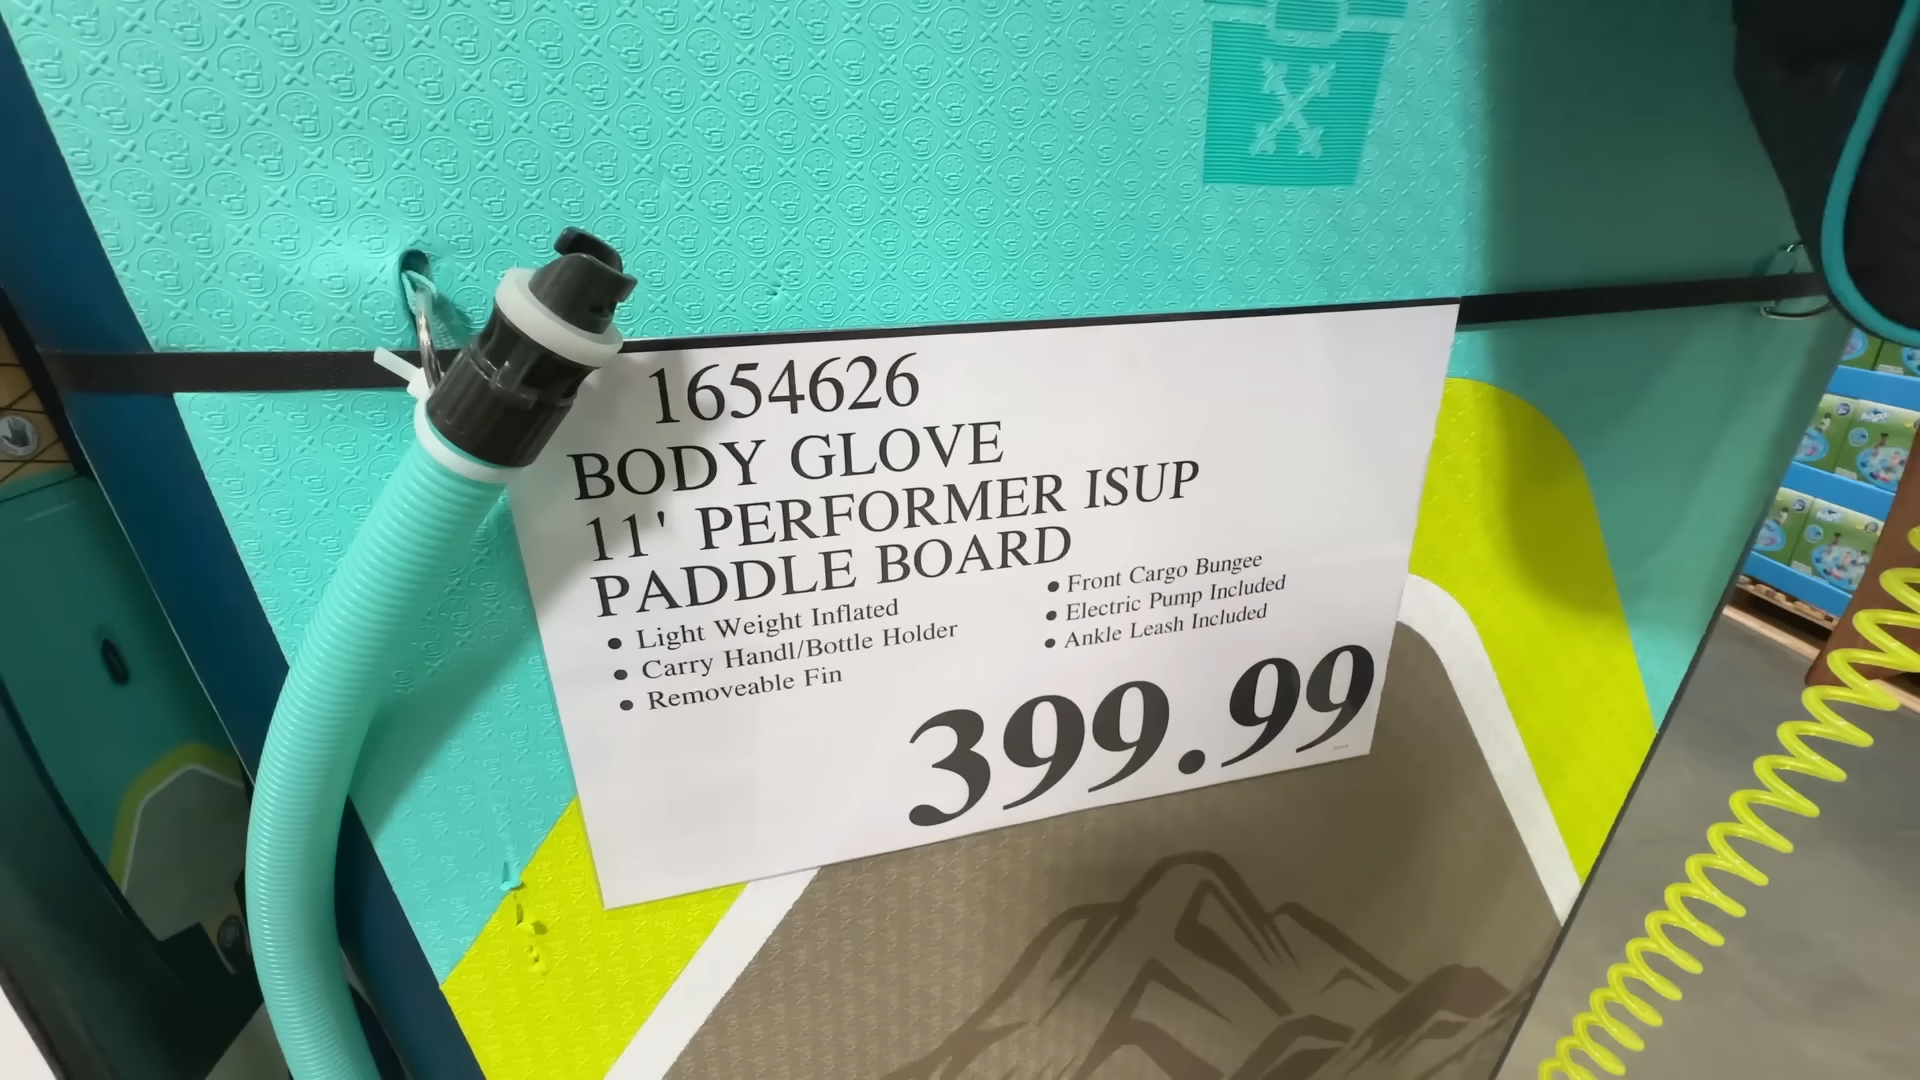 1654626
BODY GLOVE
11' PERFORMER ISUP
PADDLE BOARD
• Light Weight Inflated
• Carry Handl/Bottle Holder
• Removeable Fin
• Front Cargo Bungee
• Electric Pump Included
• Ankle Leash Included
399.99